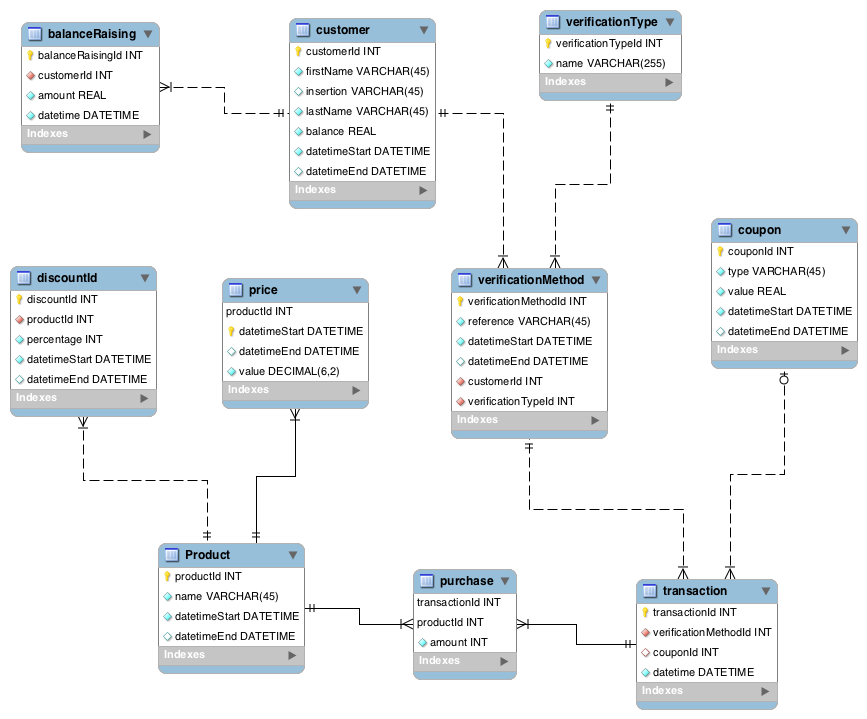 balanceRaising
balanceRaisingId INT
customerId INT
amount REAL
datetime DATETIME
Indexes
customer
customerId INT
firstName VARCHAR(45)
insertion VARCHAR(45)
lastName VARCHAR(45)
balance REAL
datetimeStart DATETIME
datetimeEnd DATETIME
Indexes
verificationType
verificationTypeId INT
name VARCHAR(255)
Indexes
discountId
discountId INT
productId INT
percentage INT
datetimeStart DATETIME
datetimeEnd DATETIME
Indexes
price
productId INT
datetimeStart DATETIME
datetimeEnd DATETIME
value DECIMAL(6,2)
Indexes
verificationMethod
verificationMethodId INT
reference VARCHAR(45)
datetimeStart DATETIME
datetimeEnd DATETIME
customerId INT
verificationTypeId INT
Indexes
coupon
couponId INT
type VARCHAR(45)
value REAL
datetimeStart DATETIME
datetimeEnd DATETIME
Indexes
Product
productId INT
name VARCHAR(45)
datetimeStart DATETIME
datetimeEnd DATETIME
Indexes
purchase
transactionId INT
productId INT
amount INT
Indexes
transaction
transactionId INT
verificationMethodId INT
couponId INT
datetime DATETIME
Indexes